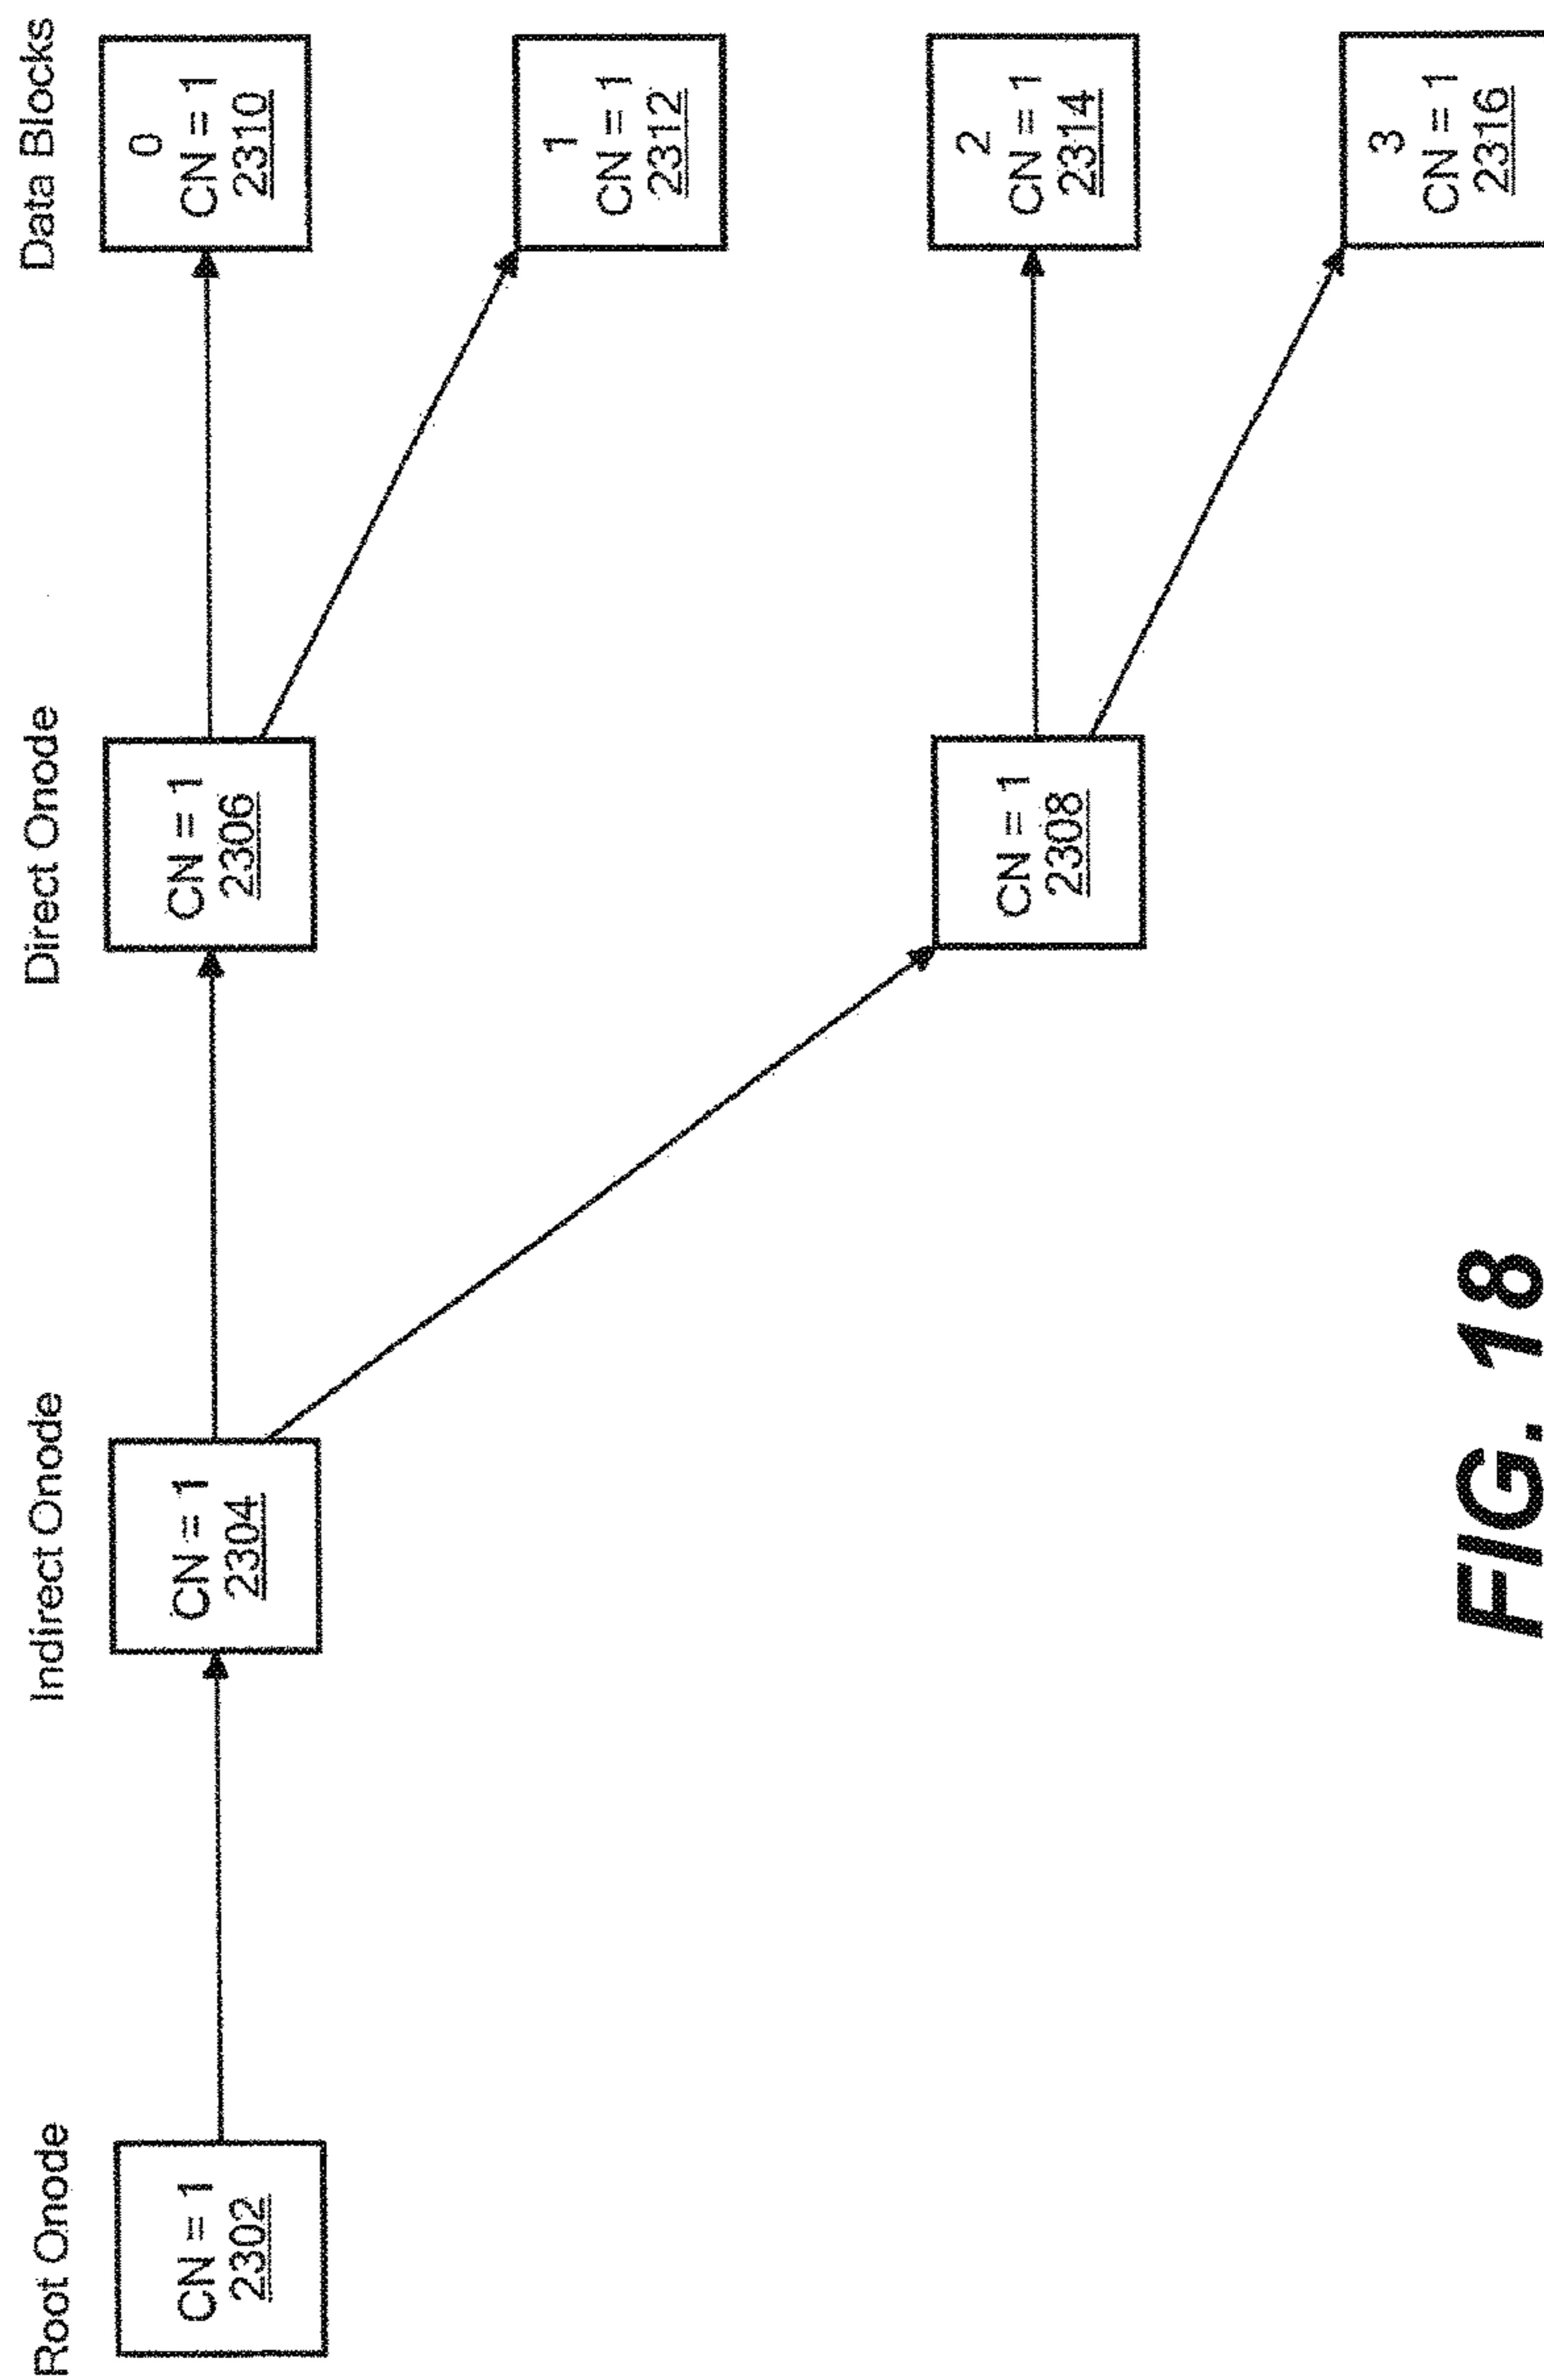 Root Onode
Indirect Onode
Direct Onode
Data Blocks
CN = 1
2302
CN = 1
2304
CN = 1
2306
0
CN = 1
2310
1
CN = 1
2312
CN = 1
2308
2
CN = 1
2314
3
CN = 1
2316
FIG. 18